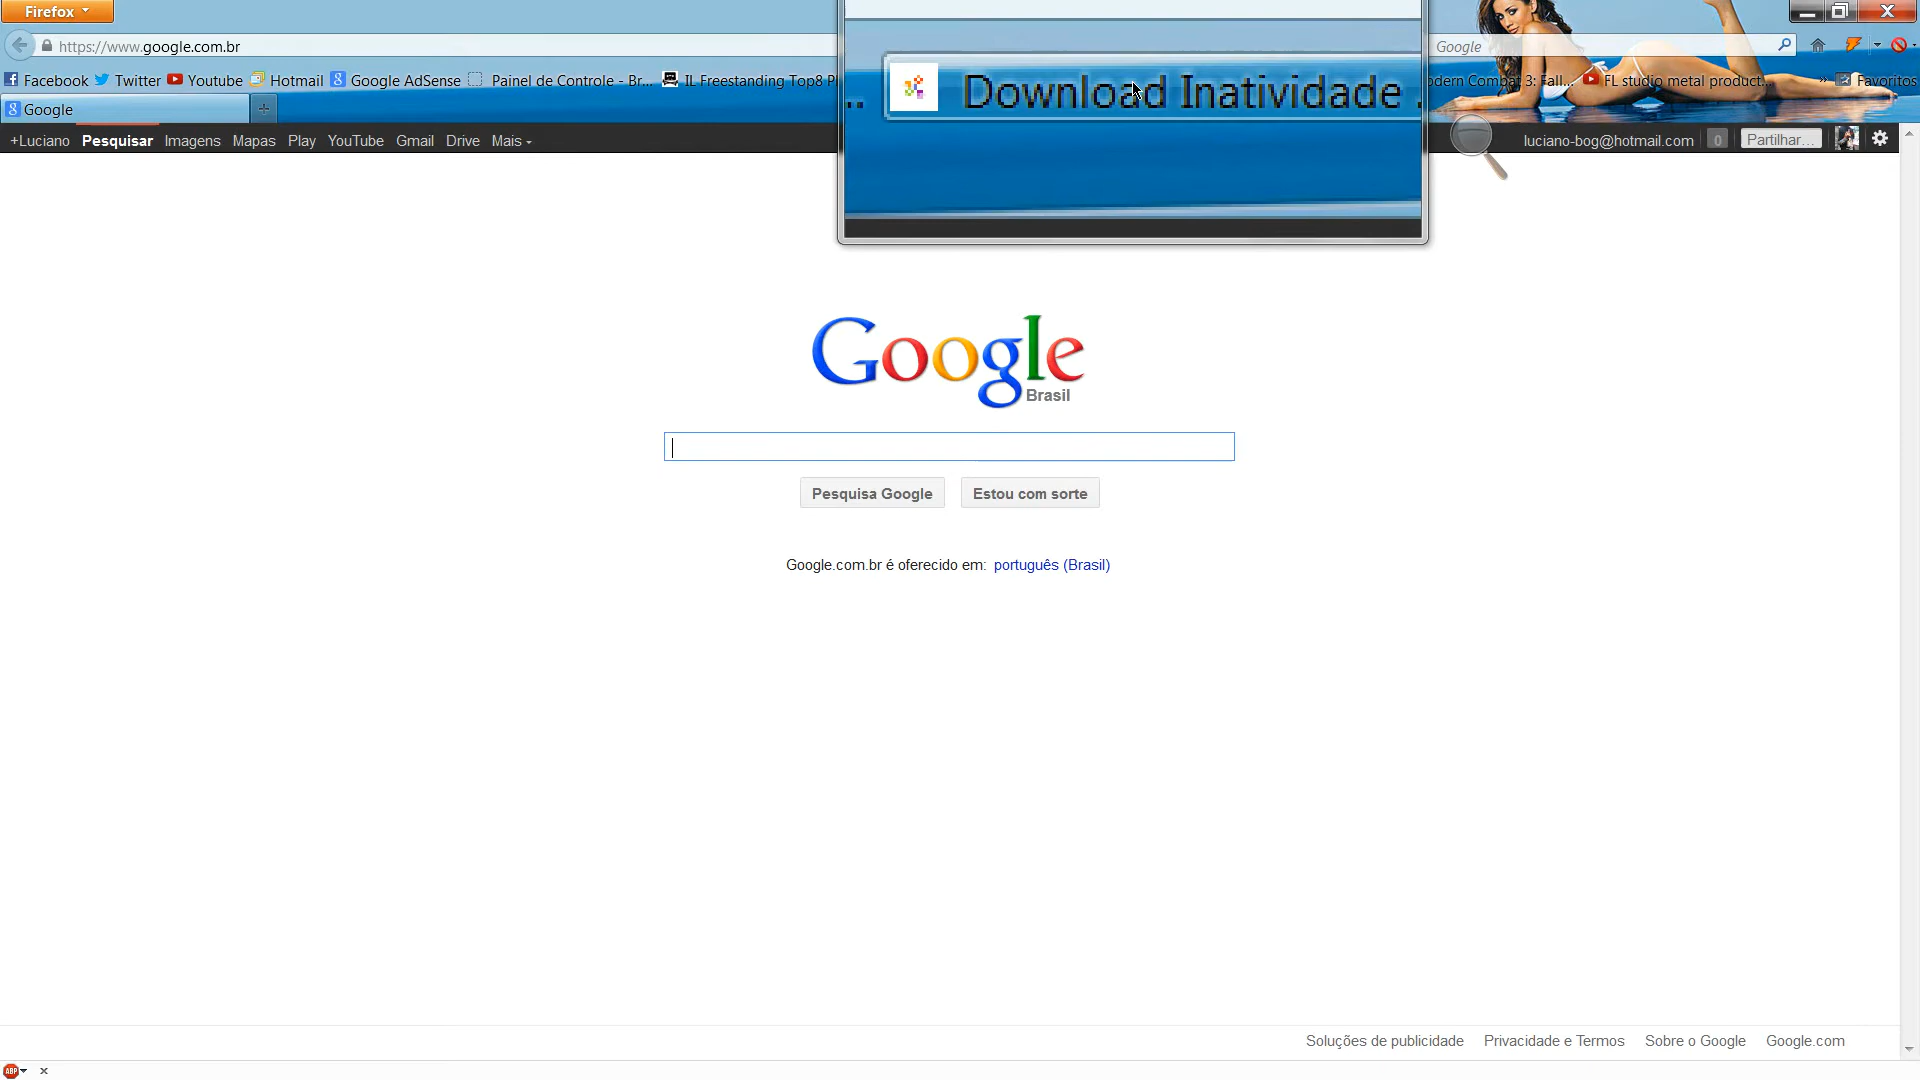 Firefox
https://www.google.com.br
Google
Facebook Twitter Youtube Hotmail Google AdSense Painel de Controle - Br... IL Freestanding Top8
.. Download Inatividade
Combat 3: Fall... FL studio metal product... » Favoritos
Google
+Luciano Pesquisar Imagens Mapas Play YouTube Gmail Drive Mais
luciano-bog@hotmail.com 0 Partilhar...
Google
Brasil
Pesquisa Google Estou com sorte
Google.com.br é oferecido em: português (Brasil)
Soluções de publicidade Privacidade e Termos Sobre o Google Google.com
ABP